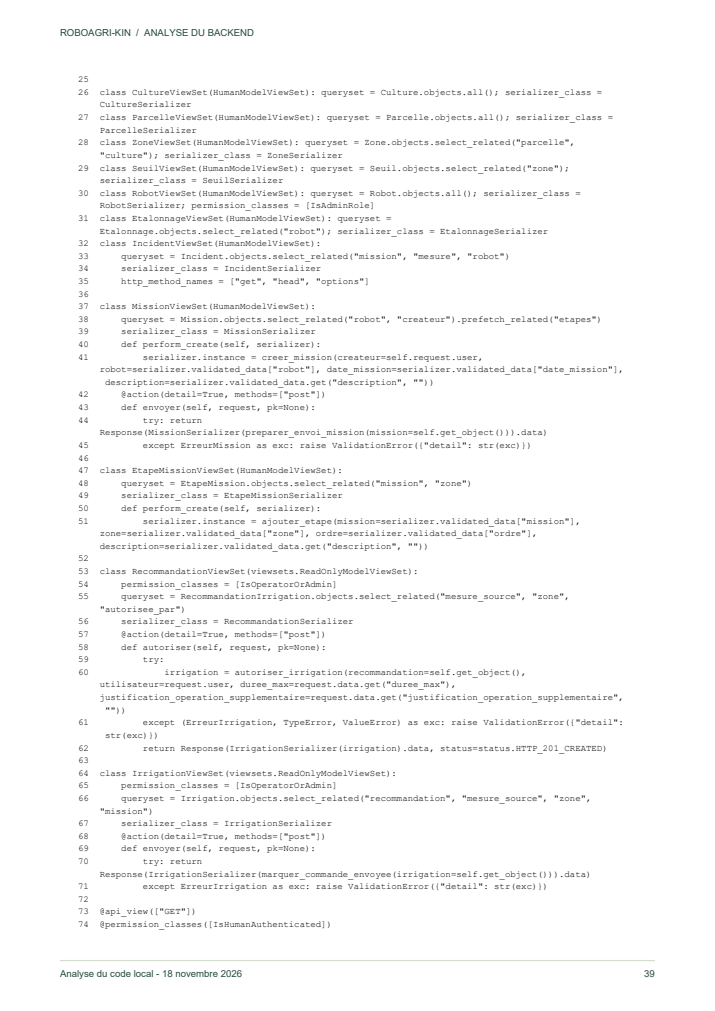 ROBOAGRI-KIN / ANALYSE DU BACKEND
25
26 class CultureViewSet(HumanModelViewSet): queryset = Culture.objects.all(); serializer_class =
CultureSerializer
27 class ParcelleViewSet(HumanModelViewSet): queryset = Parcelle.objects.all(); serializer_class =
ParcelleSerializer
28 class ZoneViewSet(HumanModelViewSet): queryset = Zone.objects.select_related("parcelle",
"culture"); serializer_class = ZoneSerializer
29 class SeuilViewSet(HumanModelViewSet): queryset = Seuil.objects.select_related("zone");
serializer_class = SeuilSerializer
30 class RobotViewSet(HumanModelViewSet): queryset = Robot.objects.all(); serializer_class =
RobotSerializer; permission_classes = [IsAdminRole]
31 class EtalonnageViewSet(HumanModelViewSet): queryset =
Etalonnage.objects.select_related("robot"); serializer_class = EtalonnageSerializer
32 class IncidentViewSet(HumanModelViewSet):
33     queryset = Incident.objects.select_related("mission", "mesure", "robot")
34     serializer_class = IncidentSerializer
35     http_method_names = ["get", "head", "options"]
36
37 class MissionViewSet(HumanModelViewSet):
38     queryset = Mission.objects.select_related("robot", "createur").prefetch_related("etapes")
39     serializer_class = MissionSerializer
40     def perform_create(self, serializer):
41         serializer.instance = creer_mission(createur=self.request.user,
robot=serializer.validated_data["robot"], date_mission=serializer.validated_data["date_mission"],
description=serializer.validated_data.get("description", ""))
42     @action(detail=True, methods=["post"])
43     def envoyer(self, request, pk=None):
44         try: return
Response(MissionSerializer(preparer_envoi_mission(mission=self.get_object())).data)
45         except ErreurMission as exc: raise ValidationError({"detail": str(exc)})
46
47 class EtapeMissionViewSet(HumanModelViewSet):
48     queryset = EtapeMission.objects.select_related("mission", "zone")
49     serializer_class = EtapeMissionSerializer
50     def perform_create(self, serializer):
51         serializer.instance = ajouter_etape(mission=serializer.validated_data["mission"],
zone=serializer.validated_data["zone"], ordre=serializer.validated_data["ordre"],
description=serializer.validated_data.get("description", ""))
52
53 class RecommandationViewSet(viewsets.ReadOnlyModelViewSet):
54     permission_classes = [IsOperatorOrAdmin]
55     queryset = RecommandationIrrigation.objects.select_related("mesure_source", "zone",
"autorisee_par")
56     serializer_class = RecommandationSerializer
57     @action(detail=True, methods=["post"])
58     def autoriser(self, request, pk=None):
59         try:
60             irrigation = autoriser_irrigation(recommandation=self.get_object(),
utilisateur=request.user, duree_max=request.data.get("duree_max"),
justification_operation_supplementaire=request.data.get("justification_operation_supplementaire",
""))
61         except (ErreurIrrigation, TypeError, ValueError) as exc: raise ValidationError({"detail":
str(exc)})
62         return Response(IrrigationSerializer(irrigation).data, status=status.HTTP_201_CREATED)
63
64 class IrrigationViewSet(viewsets.ReadOnlyModelViewSet):
65     permission_classes = [IsOperatorOrAdmin]
66     queryset = Irrigation.objects.select_related("recommandation", "mesure_source", "zone",
"mission")
67     serializer_class = IrrigationSerializer
68     @action(detail=True, methods=["post"])
69     def envoyer(self, request, pk=None):
70         try: return
Response(IrrigationSerializer(marquer_commande_envoyee(irrigation=self.get_object())).data)
71         except ErreurIrrigation as exc: raise ValidationError({"detail": str(exc)})
72
73 @api_view(["GET"])
74 @permission_classes([IsHumanAuthenticated])
Analyse du code local - 18 novembre 2026
39